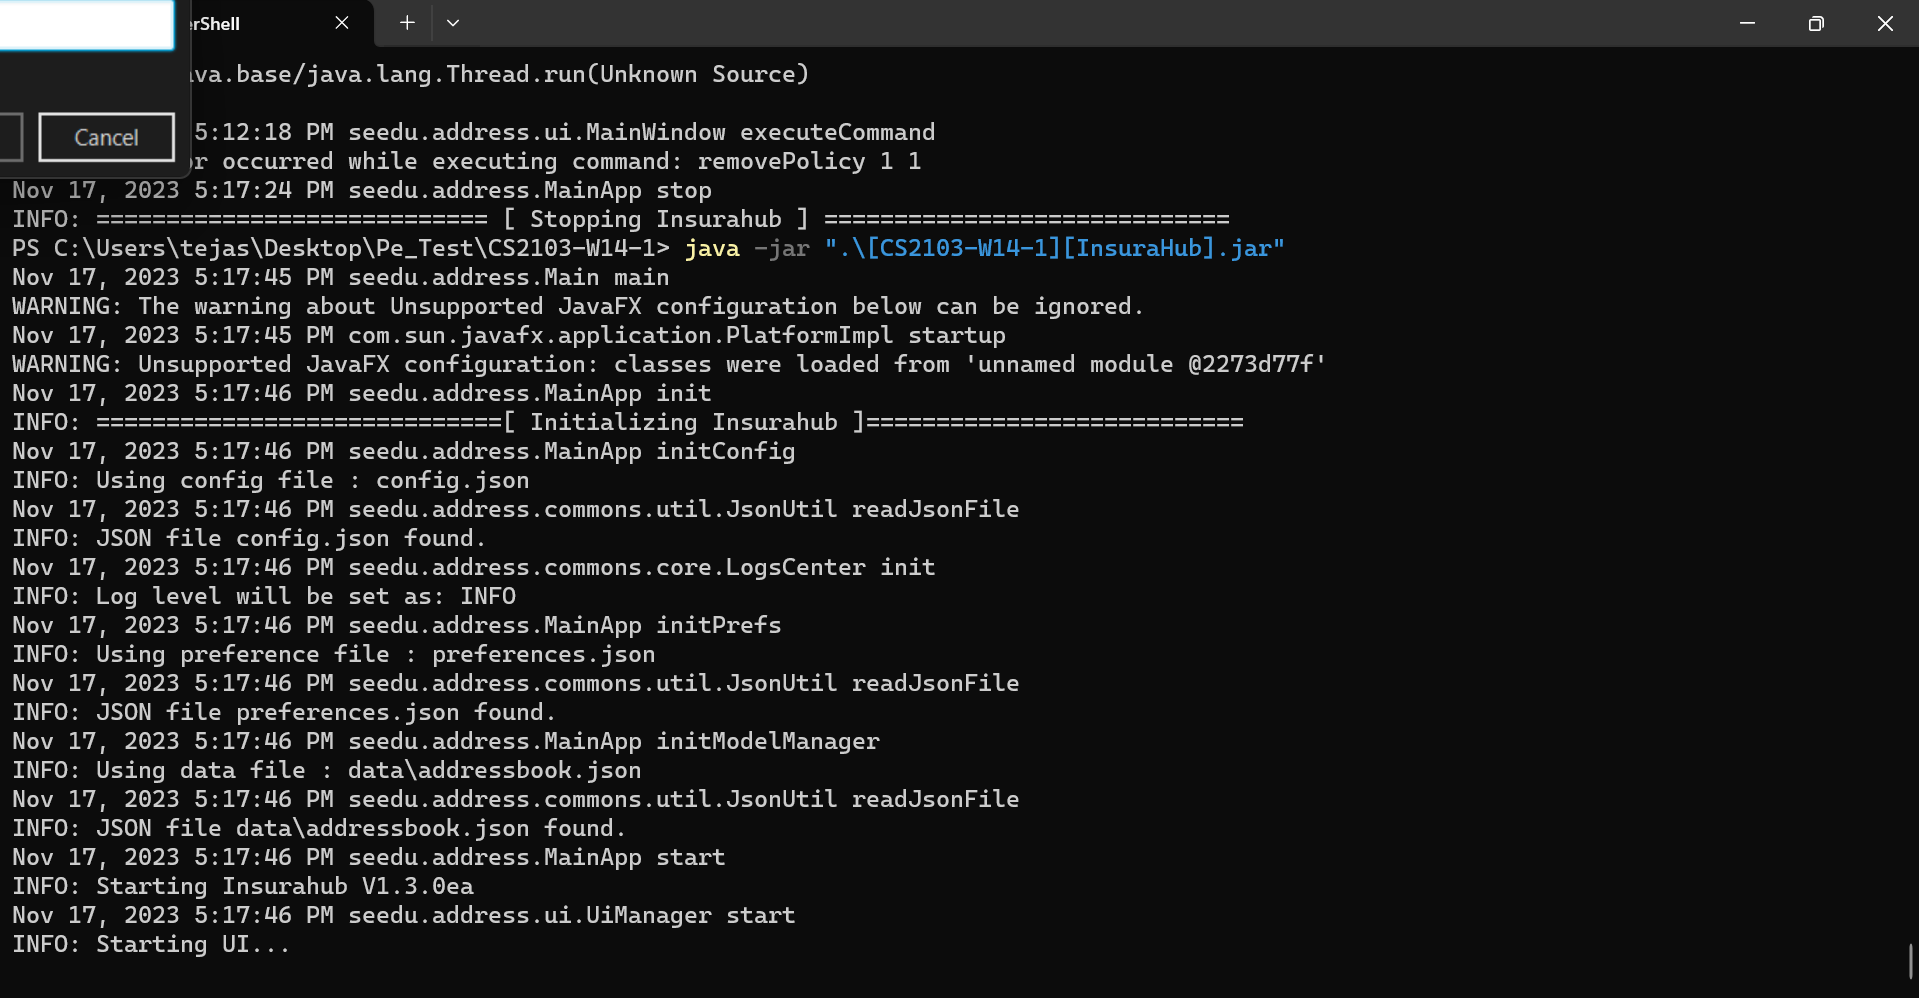 erShell
va.base/java.lang.Thread.run(Unknown Source)
Cancel
5:12:18 PM seedu.address.ui.MainWindow executeCommand
or occurred while executing command: removePolicy 1 1
Nov 17, 2023 5:17:24 PM seedu.address.MainApp stop
INFO: ============================ [ Stopping Insurahub ] =============================
PS C:\Users\tejas\Desktop\Pe_Test\CS2103-W14-1> java -jar ".\[CS2103-W14-1][InsuraHub].jar"
Nov 17, 2023 5:17:45 PM seedu.address.Main main
WARNING: The warning about Unsupported JavaFX configuration below can be ignored.
Nov 17, 2023 5:17:45 PM com.sun.javafx.application.PlatformImpl startup
WARNING: Unsupported JavaFX configuration: classes were loaded from 'unnamed module @2273d77f'
Nov 17, 2023 5:17:46 PM seedu.address.MainApp init
INFO: =============================[ Initializing Insurahub ]===========================
Nov 17, 2023 5:17:46 PM seedu.address.MainApp initConfig
INFO: Using config file : config.json
Nov 17, 2023 5:17:46 PM seedu.address.commons.util.JsonUtil readJsonFile
INFO: JSON file config.json found.
Nov 17, 2023 5:17:46 PM seedu.address.commons.core.LogsCenter init
INFO: Log level will be set as: INFO
Nov 17, 2023 5:17:46 PM seedu.address.MainApp initPrefs
INFO: Using preference file : preferences.json
Nov 17, 2023 5:17:46 PM seedu.address.commons.util.JsonUtil readJsonFile
INFO: JSON file preferences.json found.
Nov 17, 2023 5:17:46 PM seedu.address.MainApp initModelManager
INFO: Using data file : data\addressbook.json
Nov 17, 2023 5:17:46 PM seedu.address.commons.util.JsonUtil readJsonFile
INFO: JSON file data\addressbook.json found.
Nov 17, 2023 5:17:46 PM seedu.address.MainApp start
INFO: Starting Insurahub V1.3.0ea
Nov 17, 2023 5:17:46 PM seedu.address.ui.UiManager start
INFO: Starting UI...